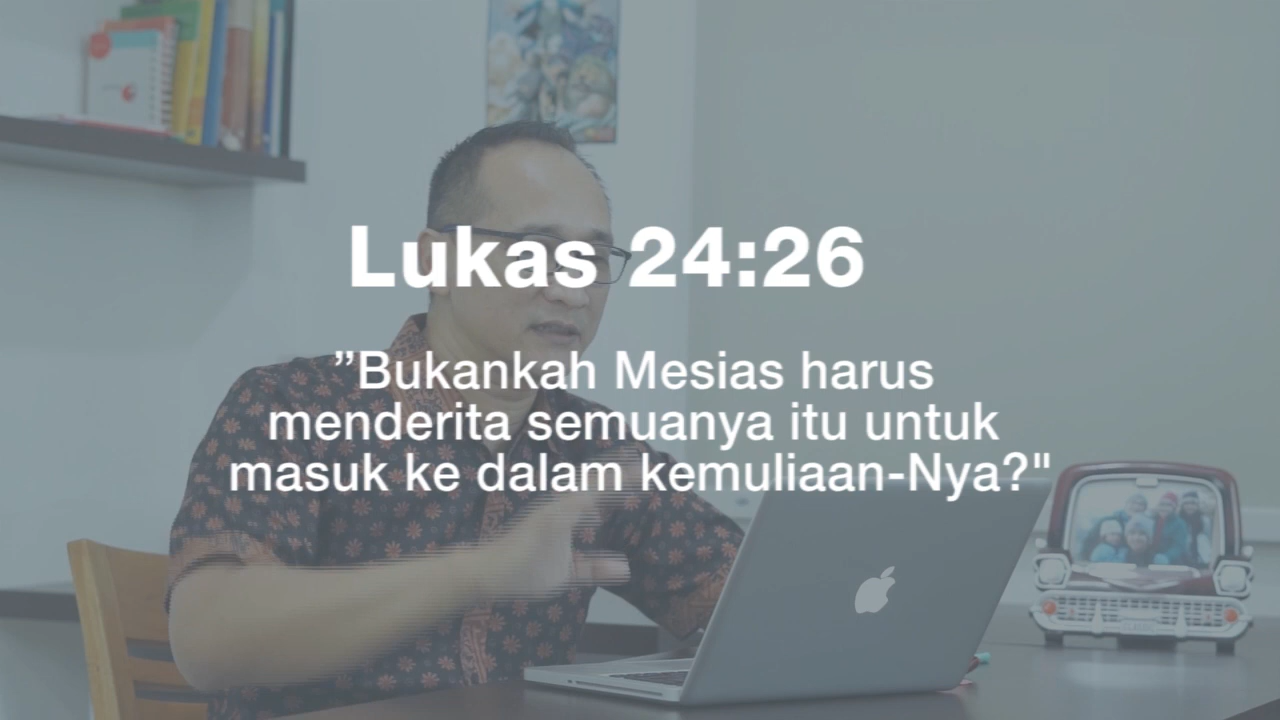 Lukas 24:26
”Bukankah Mesias harus
menderita semuanya itu untuk
masuk ke dalam kemuliaan-Nya?"